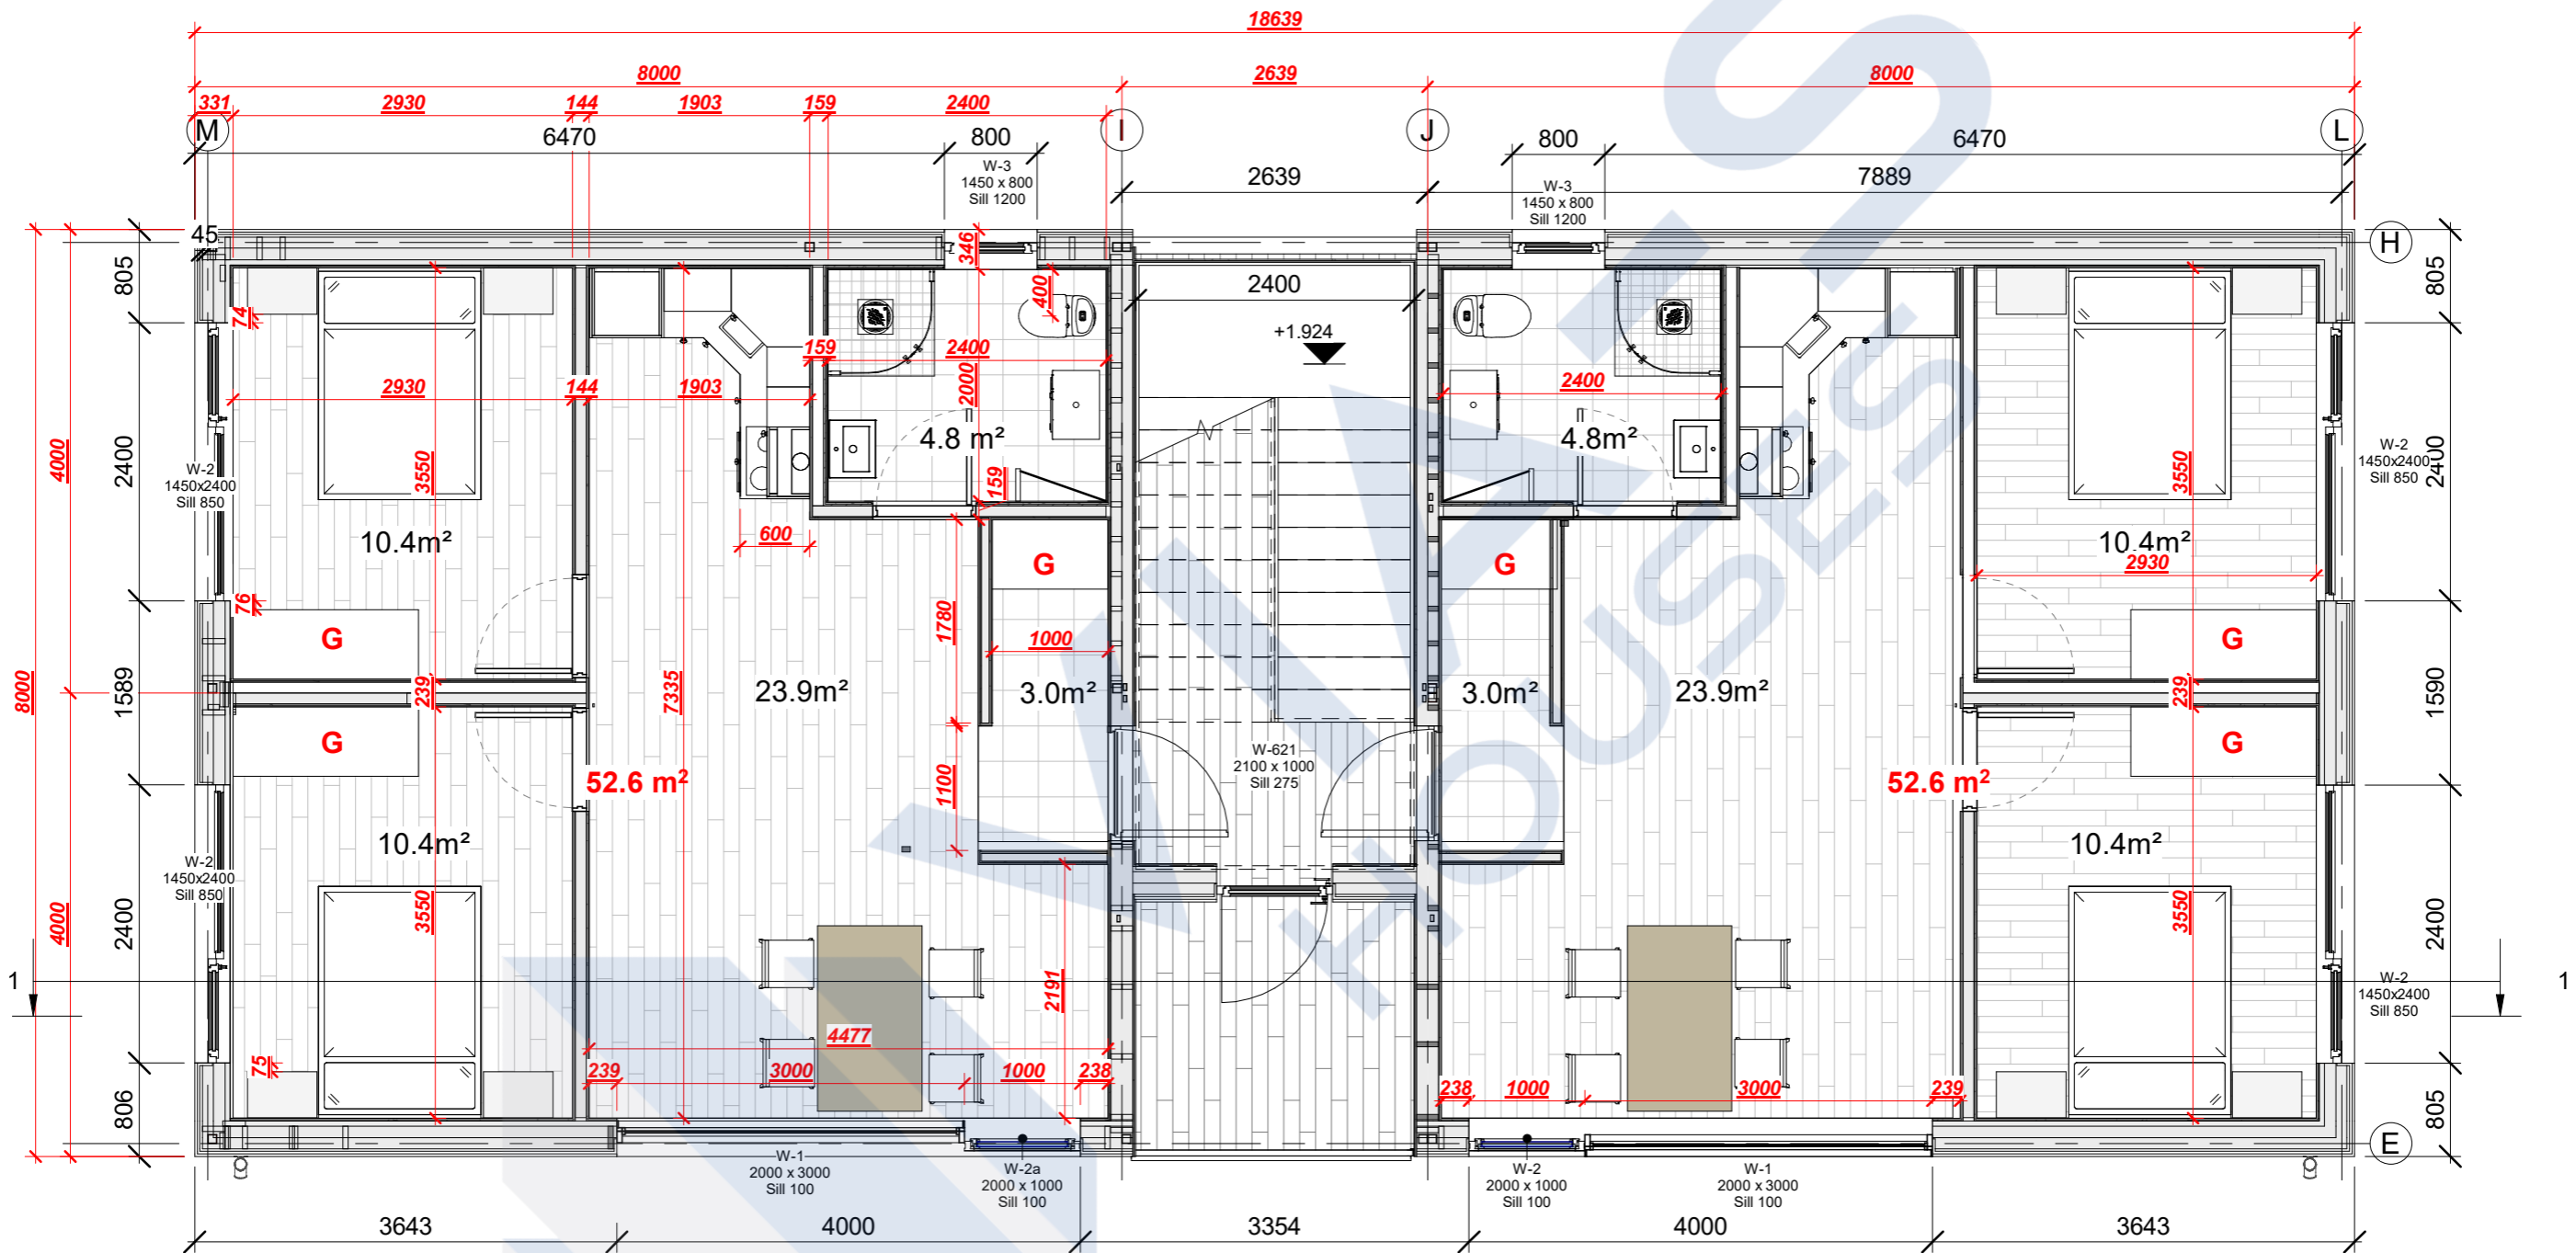 18639
8000
2639
8000
331
2930
144
1903
159
2400
M
6470
800
I
J
800
6470
L
W-3
1450 x 800
Sill 1200
2639
W-3
1450 x 800
Sill 1200
7889
45
346
H
805
400
2400
805
74
+1.924
159
2400
2000
2400
2930
144
1903
4000
2400
W-2
1450x2400
Sill 850
3550
4.8 m²
159
4.8m²
3550
W-2
1450x2400
Sill 850
2400
10.4m²
600
G
G
10.4m²
2930
76
G
1780
1000
G
8000
1589
239
7335
23.9m²
3.0m²
3.0m²
23.9m²
239
1590
G
G
52.6 m²
1100
W-621
2100 x 1000
Sill 275
52.6 m²
10.4m²
10.4m²
W-2
1450x2400
Sill 850
4000
2400
3550
3550
2400
1
2191
W-2
1450x2400
Sill 850
1
4477
75
239
3000
1000
238
238
1000
3000
239
806
805
E
W-1
2000 x 3000
Sill 100
W-2a
2000 x 1000
Sill 100
W-2
2000 x 1000
Sill 100
W-1
2000 x 3000
Sill 100
3643
4000
3354
4000
3643
HOUSES